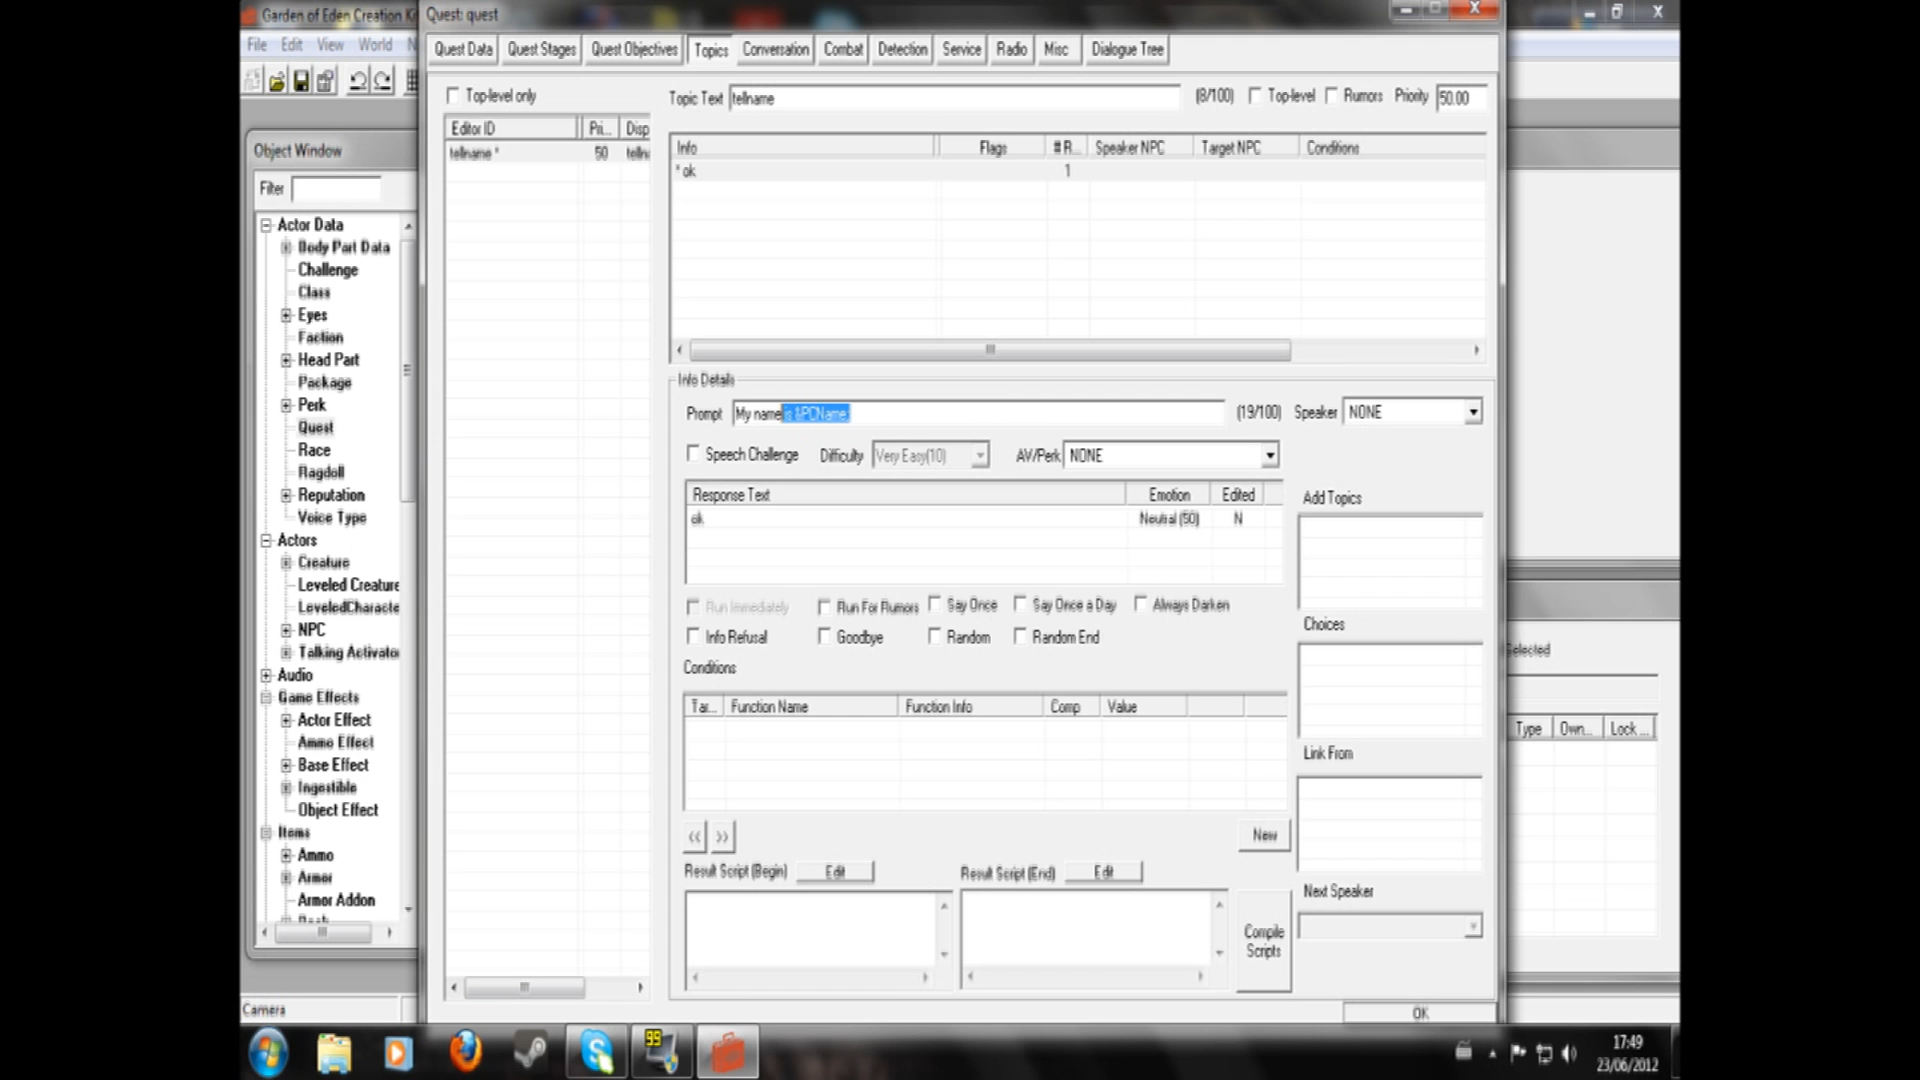 Garden of Eden Creation Ki
Quest: quest
File Edit View World N
Quest Data Quest Stages Quest Objectives Topics Conversation Combat Detection Service Radio Misc Dialogue Tree
Top-level only
Topic Text tellname (8/100) Top-level Rumors Priority 50.00
Editor ID Pri... Disp
tellname * 50 telln
Info Flags # R... Speaker NPC Target NPC Conditions
* ok 1
Object Window
Filter
Actor Data
Body Part Data
Challenge
Class
Eyes
Faction
Head Part
Package
Perk
Quest
Race
Ragdoll
Reputation
Voice Type
Actors
Creature
Leveled Creature
LeveledCharacte
NPC
Talking Activato
Audio
Game Effects
Actor Effect
Ammo Effect
Base Effect
Ingestible
Object Effect
Items
Ammo
Armor
Armor Addon
Book
Camera
Info Details
Prompt My name is &PCName; (19/100) Speaker NONE
Speech Challenge Difficulty Very Easy(10) AV/Perk NONE
Response Text Emotion Edited
ok Neutral (50) N
Add Topics
Run Immediately Run For Rumors Say Once Say Once a Day Always Darken
Info Refusal Goodbye Random Random End
Choices
Conditions
Tar... Function Name Function Info Comp Value
Link From
<< >> New
Result Script (Begin) Edit Result Script (End) Edit
Compile
Scripts
Next Speaker
OK
Selected
Type Own... Lock ...
99
17:49
23/06/2012